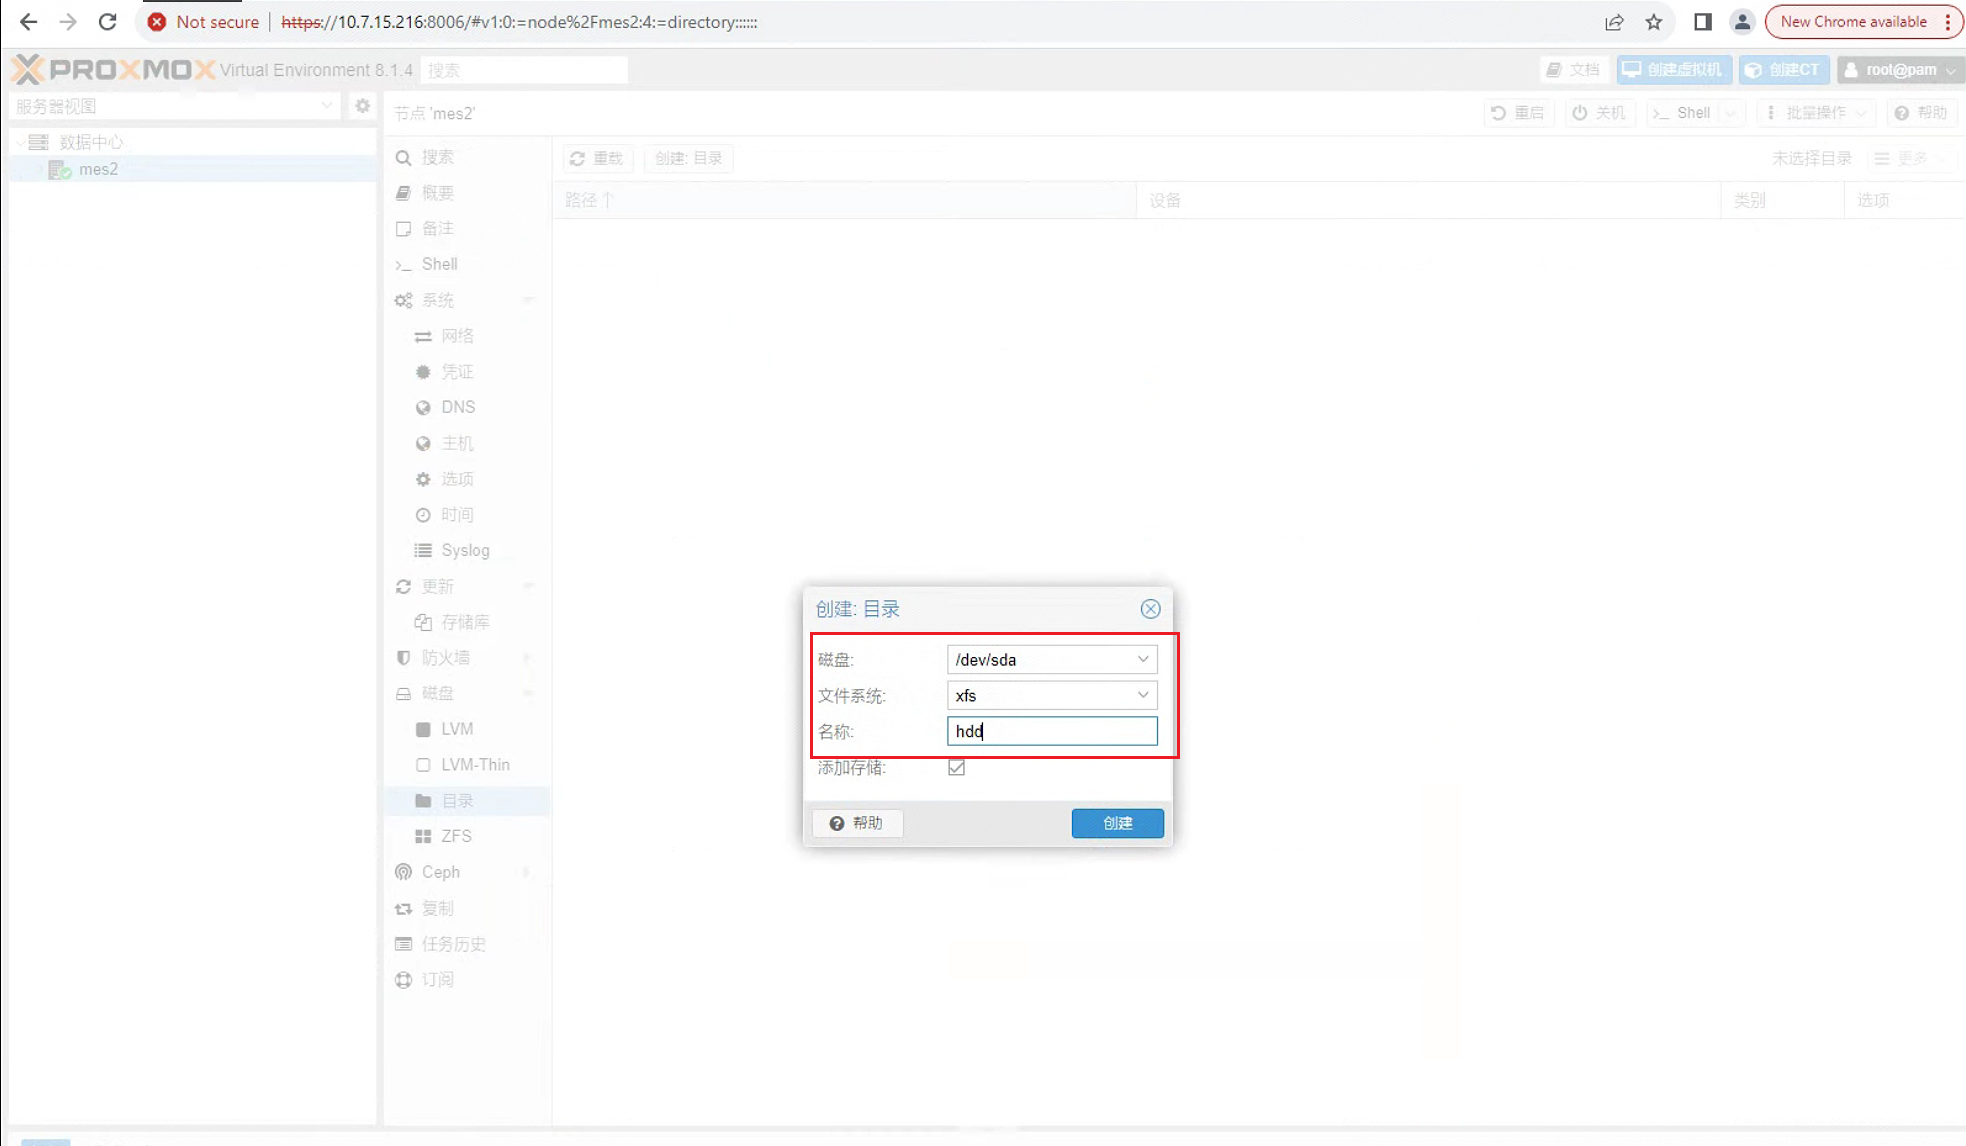 Not secure https://10.7.15.216:8006/#v1:0:=node%2Fmes2:4:=directory:::::: New Chrome available
PROXMOX Virtual Environment 8.1.4 搜索 文档 创建虚拟机 创建CT root@pam
服务器视图
节点 'mes2' 重启 关机 >_ Shell 批量操作 帮助
数据中心
mes2
搜索
概要
备注
>_ Shell
系统
网络
凭证
DNS
主机
选项
时间
Syslog
更新
存储库
防火墙
磁盘
LVM
LVM-Thin
目录
ZFS
Ceph
复制
任务历史
订阅
重载 创建: 目录 未选择目录 更多
路径 ↑ 设备 类别 选项
创建: 目录
磁盘: /dev/sda
文件系统: xfs
名称: hdd
添加存储:
帮助 创建